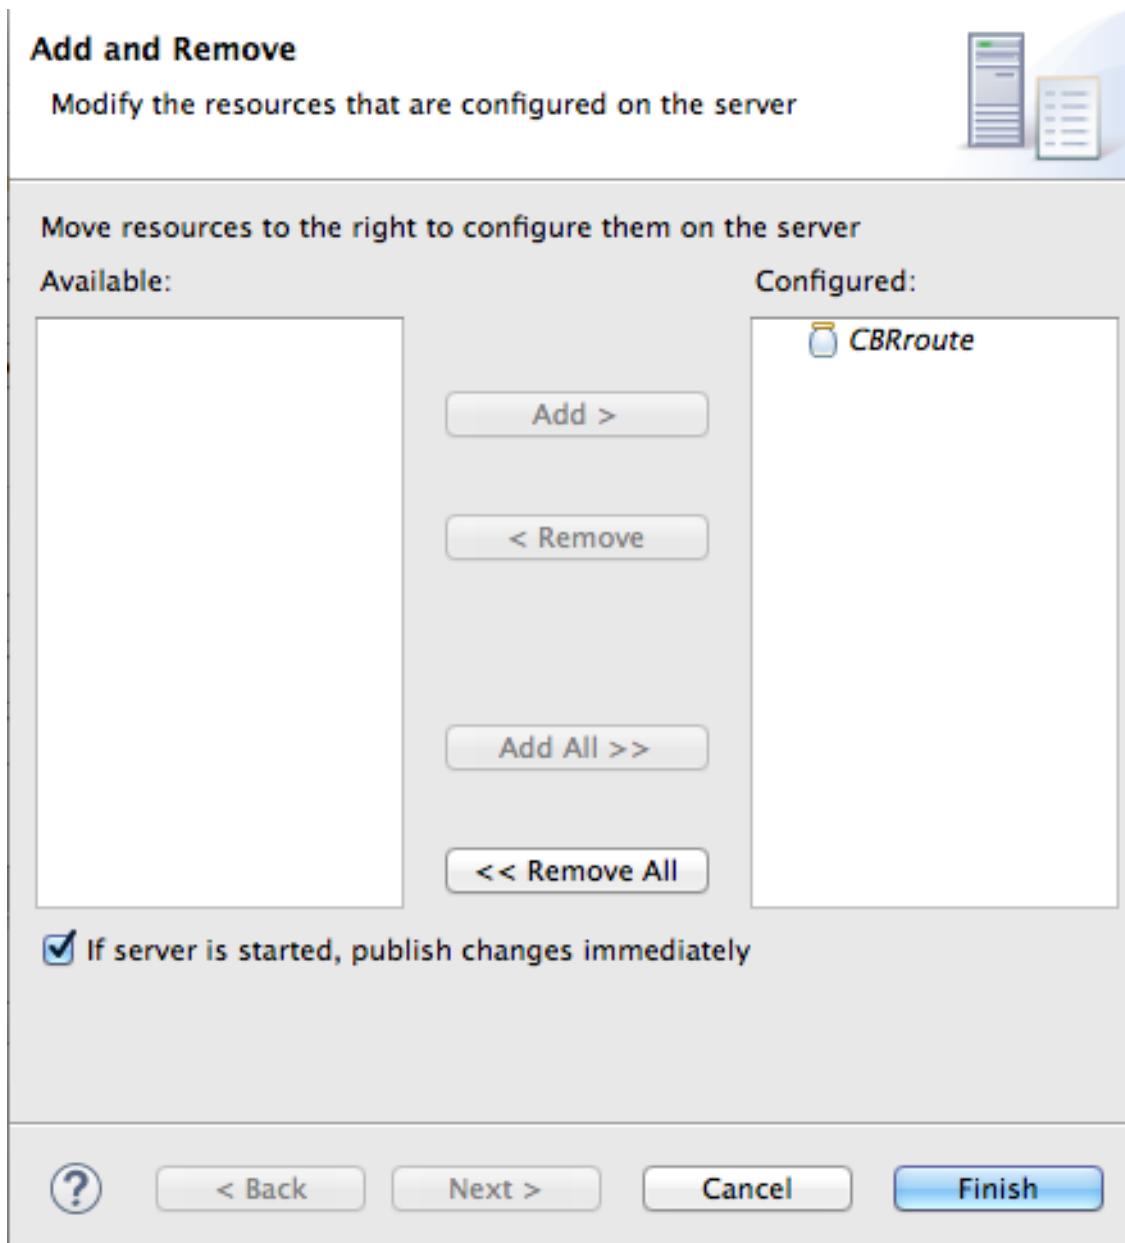 Add and Remove
Modify the resources that are configured on the server
Move resources to the right to configure them on the server
Available:
Configured:
CBRroute
Add >
< Remove
Add All >>
<< Remove All
If server is started, publish changes immediately
?
< Back
Next >
Cancel
Finish